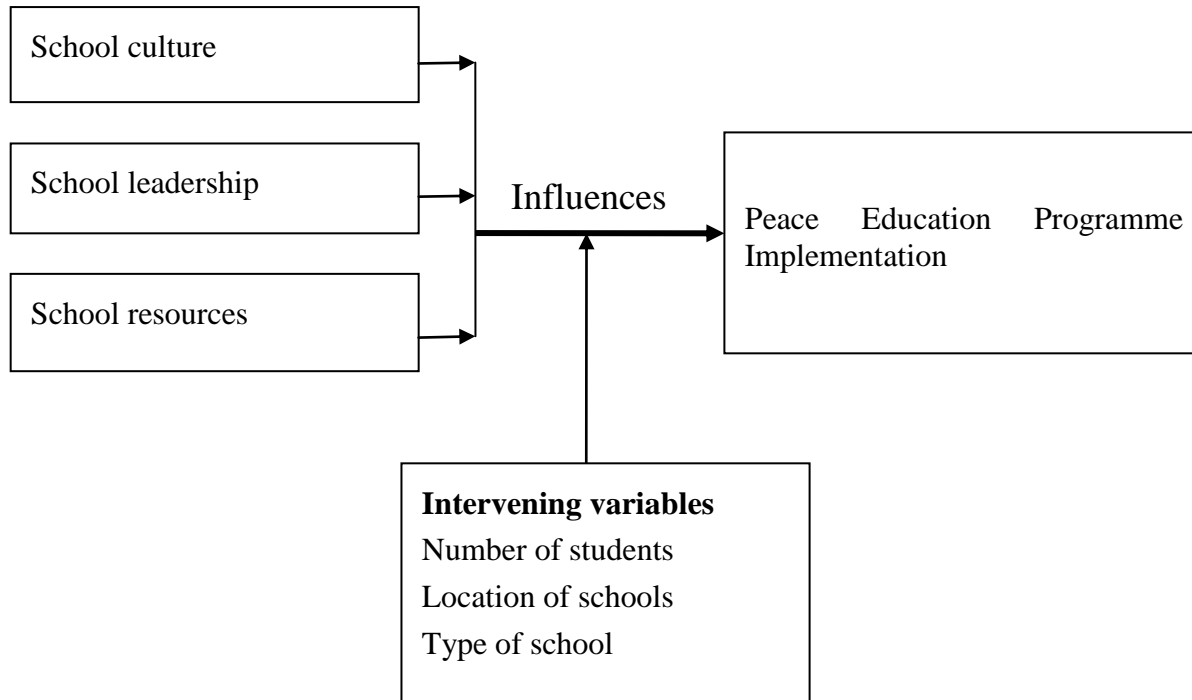 School culture
School leadership
School resources
Influences
Peace Education Programme
Implementation
Intervening variables
Number of students
Location of schools
Type of school